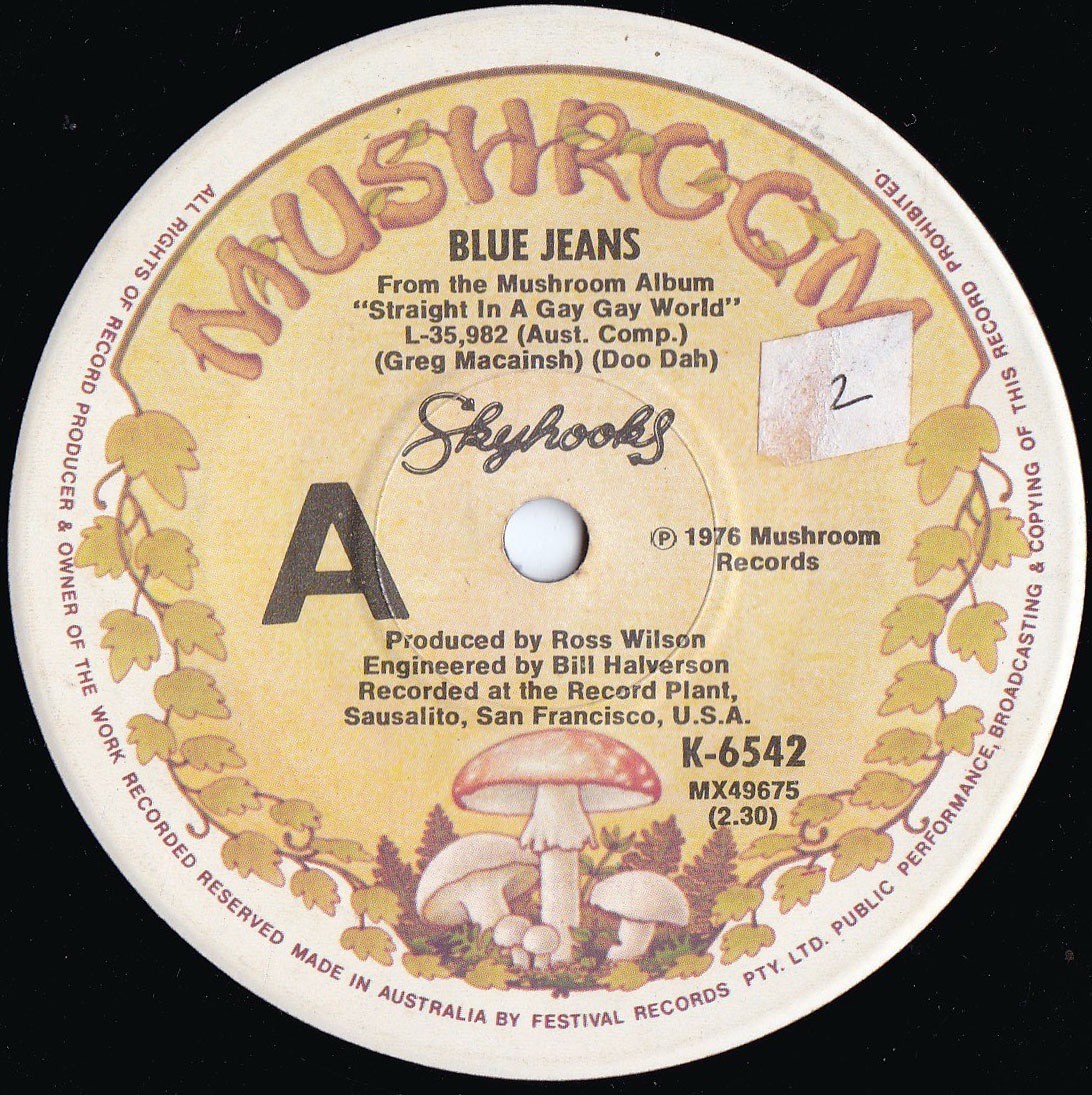 MUSHROOM
BLUE JEANS
From the Mushroom Album
“Straight In A Gay Gay World”
L-35,982 (Aust. Comp.)
(Greg Macainsh) (Doo Dah)
Skyhooks
2
A
℗ 1976 Mushroom
Records
Produced by Ross Wilson
Engineered by Bill Halverson
Recorded at the Record Plant,
Sausalito, San Francisco, U.S.A.
K-6542
MX49675
(2.30)
ALL RIGHTS OF RECORD PRODUCER & OWNER OF THE WORK RECORDED RESERVED MADE IN AUSTRALIA BY FESTIVAL RECORDS PTY. LTD. PUBLIC PERFORMANCE, BROADCASTING & COPYING OF THIS RECORD PROHIBITED.